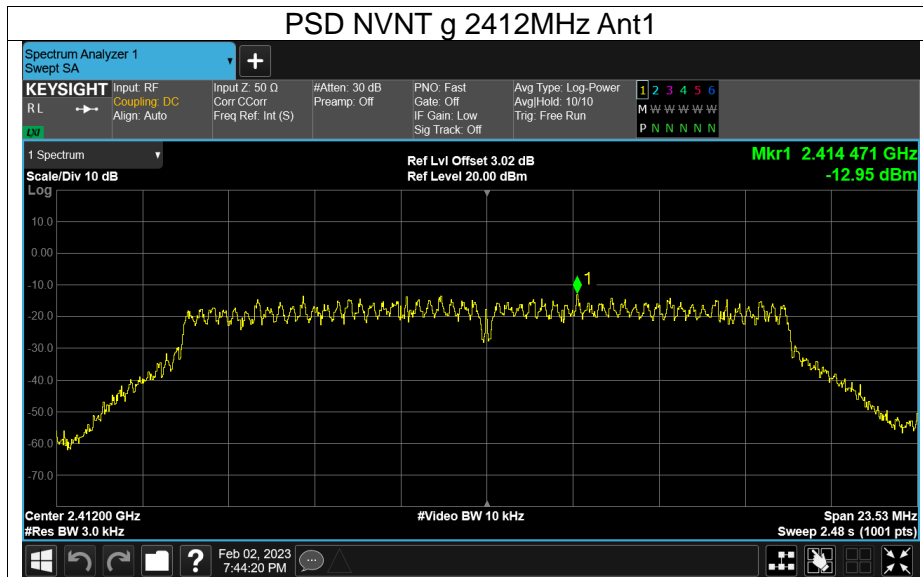 PSD NVNT g 2412MHz Ant1
Spectrum Analyzer 1
Swept SA
+
KEYSIGHT
RL
LXI
Input: RF
Coupling: DC
Align: Auto
Input Z: 50 Ω
Corr CCorr
Freq Ref: Int (S)
#Atten: 30 dB
Preamp: Off
PNO: Fast
Gate: Off
IF Gain: Low
Sig Track: Off
Avg Type: Log-Power
Avg|Hold: 10/10
Trig: Free Run
1 2 3 4 5 6
M W W W W W
P N N N N N
1 Spectrum
Scale/Div 10 dB
Ref Lvl Offset 3.02 dB
Ref Level 20.00 dBm
Mkr1 2.414 471 GHz
-12.95 dBm
Log
10.0
0.00
-10.0
-20.0
-30.0
-40.0
-50.0
-60.0
-70.0
1
Center 2.41200 GHz
#Res BW 3.0 kHz
#Video BW 10 kHz
Span 23.53 MHz
Sweep 2.48 s (1001 pts)
?
Feb 02, 2023
7:44:20 PM